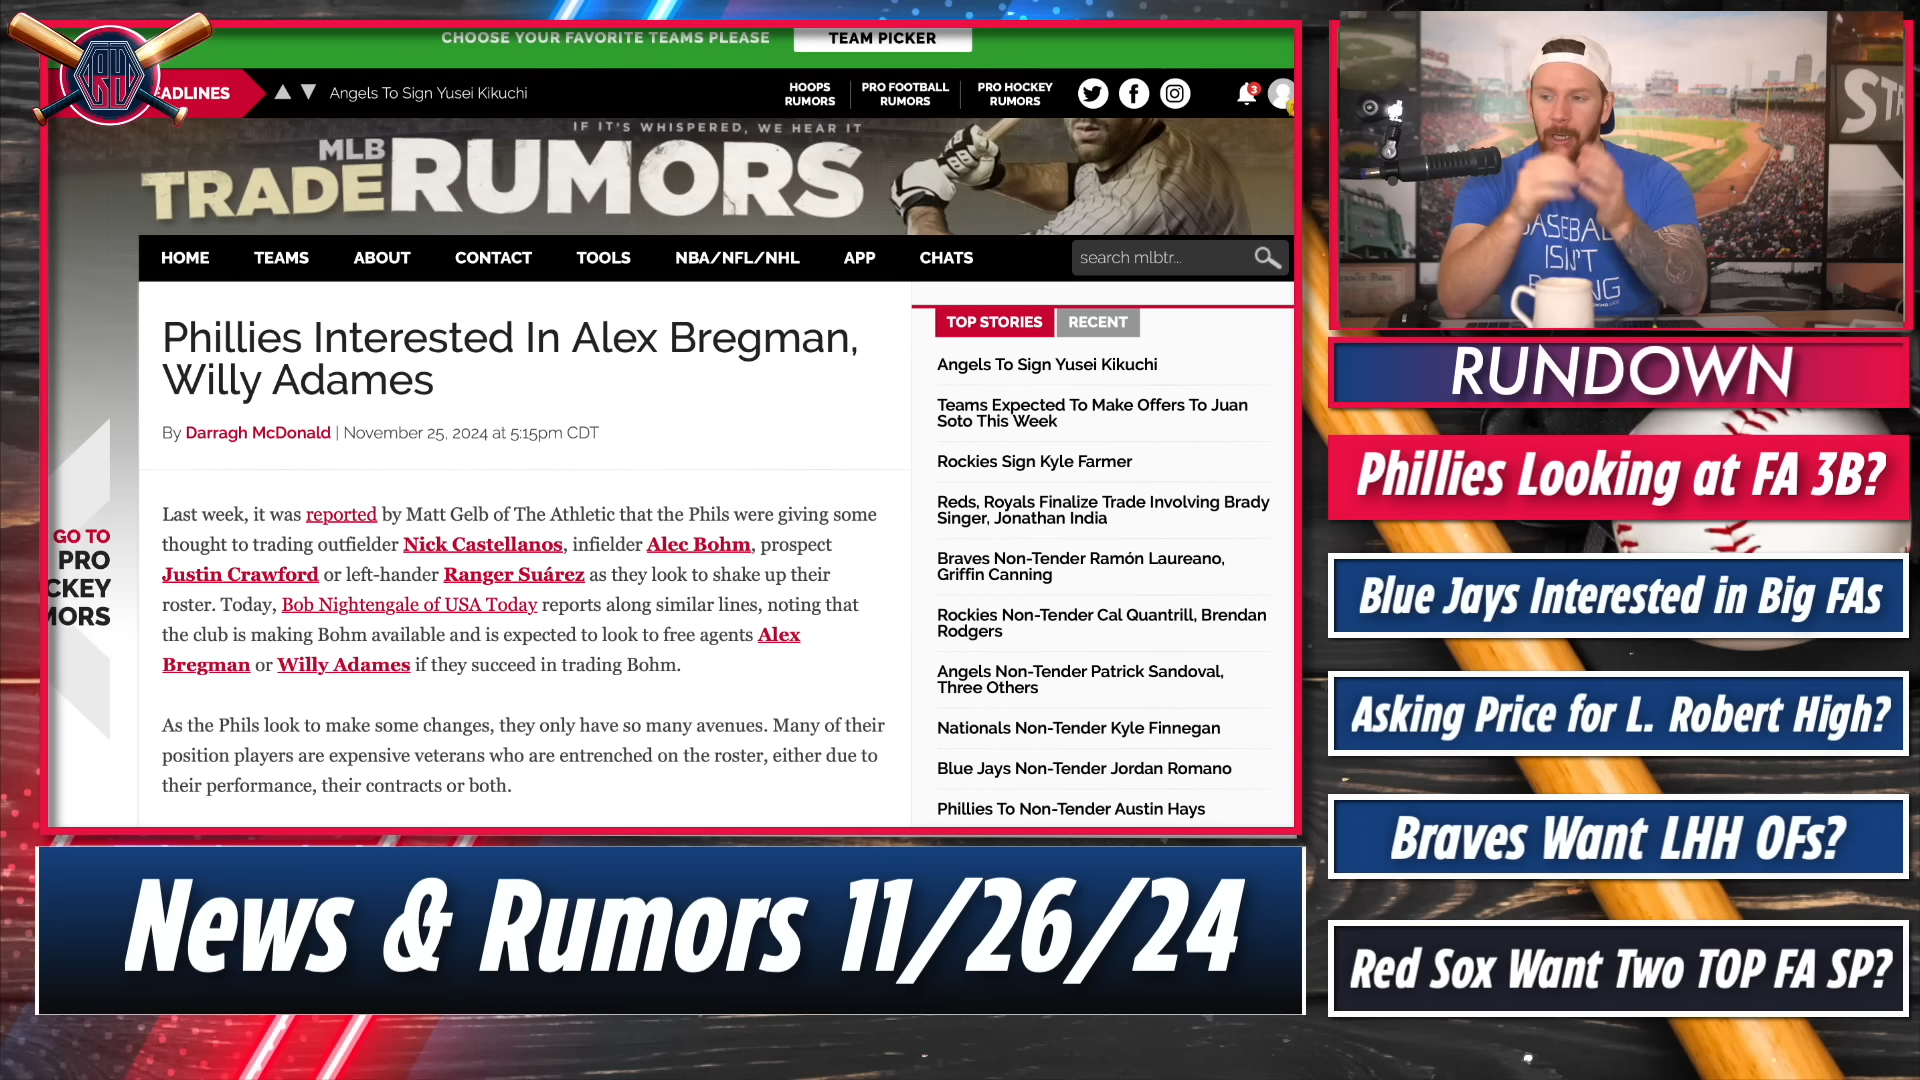 CHOOSE YOUR FAVORITE TEAMS PLEASE
TEAM PICKER
ADLINES
Angels To Sign Yusei Kikuchi
HOOPS
RUMORS
PRO FOOTBALL
RUMORS
PRO HOCKEY
RUMORS
3
IF IT'S WHISPERED, WE HEAR IT
MLB
TRADE RUMORS
HOME
TEAMS
ABOUT
CONTACT
TOOLS
NBA/NFL/NHL
APP
CHATS
search mlbtr...
GO TO
PRO
CKEY
MORS
Phillies Interested In Alex Bregman,
Willy Adames
By Darragh McDonald | November 25, 2024 at 5:15pm CDT
Last week, it was reported by Matt Gelb of The Athletic that the Phils were giving some
thought to trading outfielder Nick Castellanos, infielder Alec Bohm, prospect
Justin Crawford or left-hander Ranger Suárez as they look to shake up their
roster. Today, Bob Nightengale of USA Today reports along similar lines, noting that
the club is making Bohm available and is expected to look to free agents Alex
Bregman or Willy Adames if they succeed in trading Bohm.
As the Phils look to make some changes, they only have so many avenues. Many of their
position players are expensive veterans who are entrenched on the roster, either due to
their performance, their contracts or both.
TOP STORIES
RECENT
Angels To Sign Yusei Kikuchi
Teams Expected To Make Offers To Juan
Soto This Week
Rockies Sign Kyle Farmer
Reds, Royals Finalize Trade Involving Brady
Singer, Jonathan India
Braves Non-Tender Ramón Laureano,
Griffin Canning
Rockies Non-Tender Cal Quantrill, Brendan
Rodgers
Angels Non-Tender Patrick Sandoval,
Three Others
Nationals Non-Tender Kyle Finnegan
Blue Jays Non-Tender Jordan Romano
Phillies To Non-Tender Austin Hays
News & Rumors 11/26/24
STR
BASEBAL
ISN'T
B NG
RUNDOWN
Phillies Looking at FA 3B?
Blue Jays Interested in Big FAs
Asking Price for L. Robert High?
Braves Want LHH OFs?
Red Sox Want Two TOP FA SP?